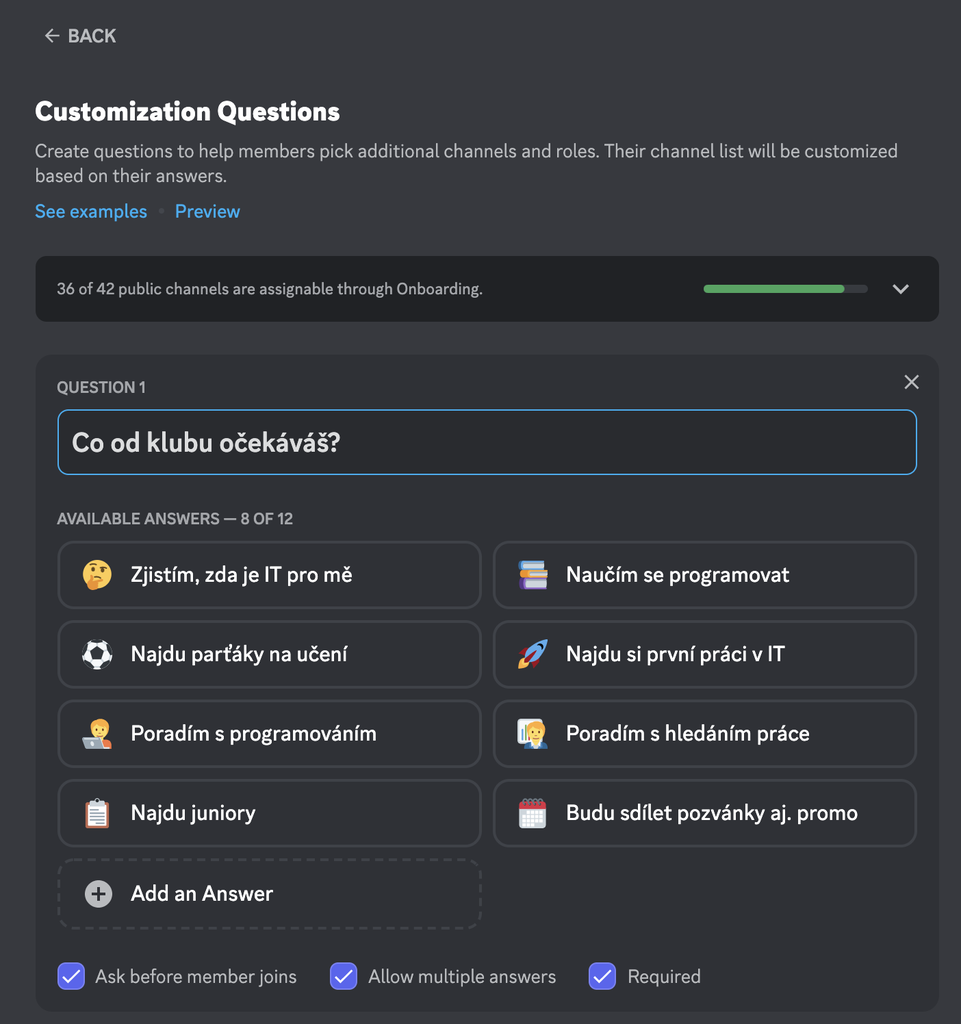 ← BACK
Customization Questions
Create questions to help members pick additional channels and roles. Their channel list will be customized
based on their answers.
See examples • Preview
36 of 42 public channels are assignable through Onboarding.
QUESTION 1
Co od klubu očekáváš?
AVAILABLE ANSWERS — 8 OF 12
Zjistím, zda je IT pro mě
Naučím se programovat
Najdu parťáky na učení
Najdu si první práci v IT
Poradím s programováním
Poradím s hledáním práce
Najdu juniory
Budu sdílet pozvánky aj. promo
Add an Answer
Ask before member joins
Allow multiple answers
Required